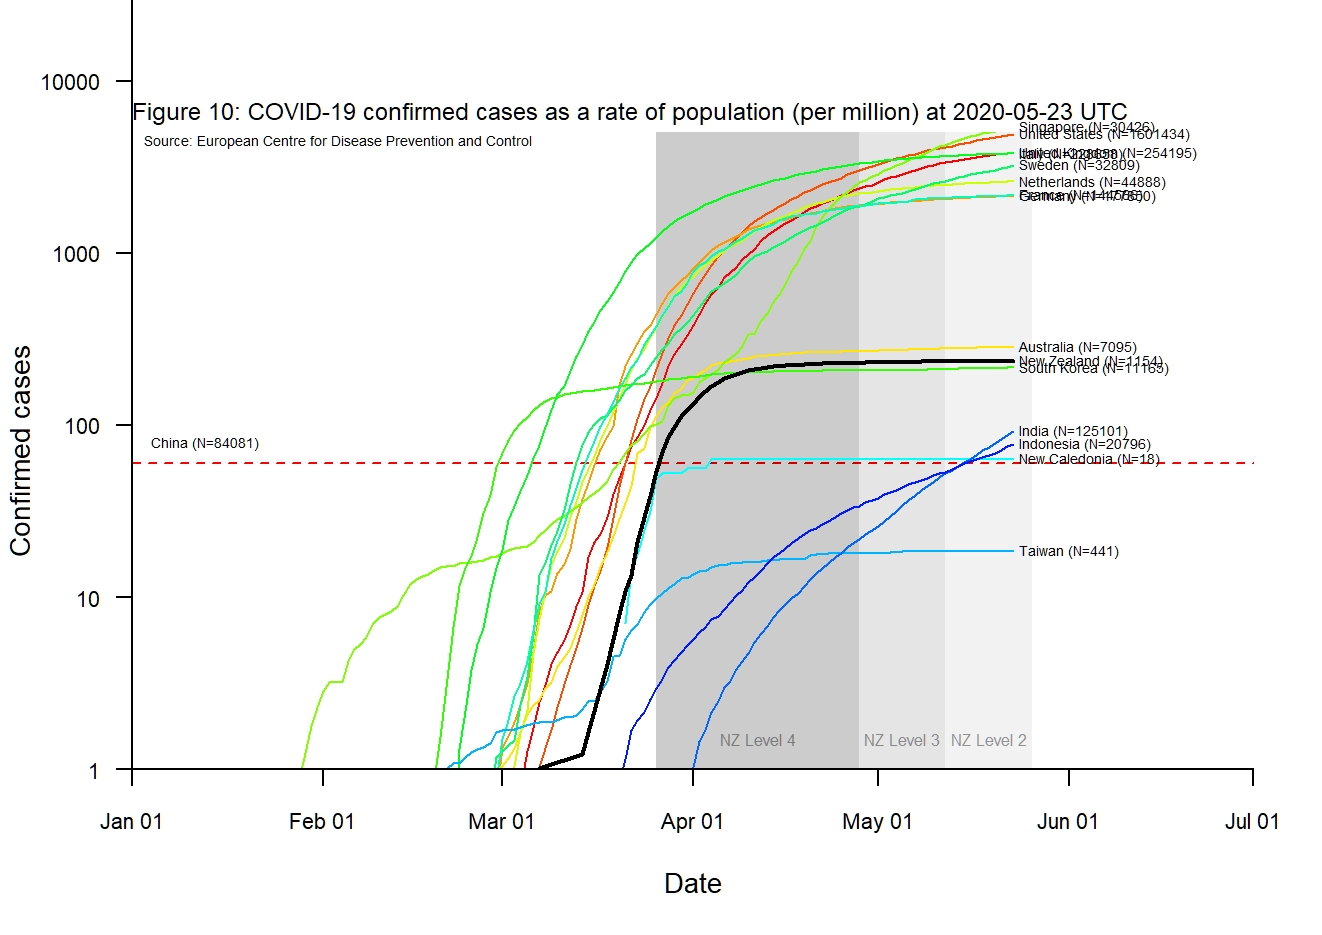 10000
Figure 10: COVID-19 confirmed cases as a rate of population (per million) at 2020-05-23 UTC
Source: European Centre for Disease Prevention and Control
Singapore (N=30426)
United States (N=1601434)
United Kingdom (N=254195)
Sweden (N=32809)
Netherlands (N=44888)
1000
Australia (N=7095)
New Zealand (N=1154)
South Korea (N=11165)
100
China (N=84081)
India (N=125101)
Indonesia (N=20796)
New Caledonia (N=18)
Taiwan (N=441)
10
NZ Level 4
NZ Level 3
NZ Level 2
1
Jan 01
Feb 01
Mar 01
Apr 01
May 01
Jun 01
Jul 01
Date
Confirmed cases